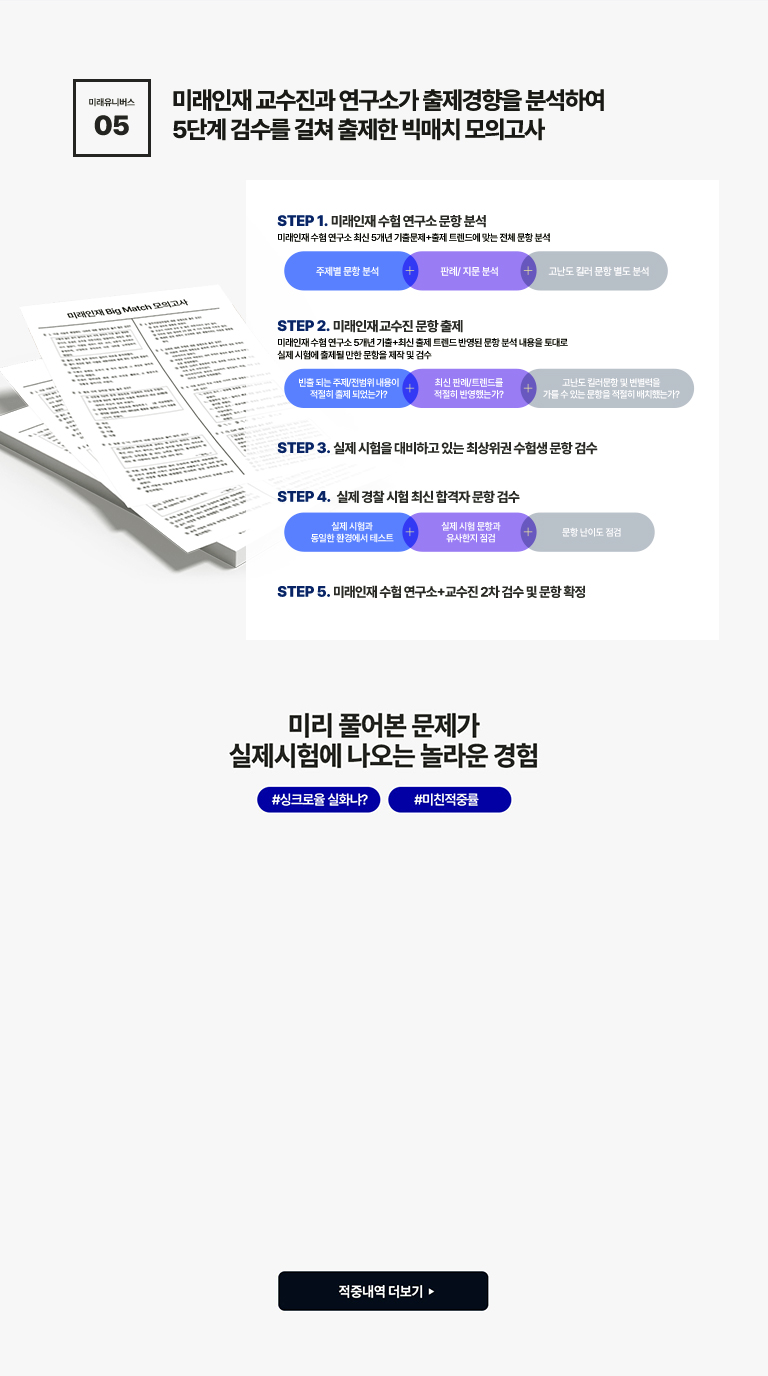 미래유니버스
05
미래인재 교수진과 연구소가 출제경향을 분석하여
5단계 검수를 걸쳐 출제한 빅매치 모의고사
미래인재 Big Match 모의고사
STEP 1. 미래인재 수험 연구소 문항 분석
미래인재 수험 연구소 최신 5개년 기출문제+출제 트렌드에 맞는 전체 문항 분석
주제별 문항 분석 + 판례/ 지문 분석 + 고난도 킬러 문항 별도 분석
STEP 2. 미래인재 교수진 문항 출제
미래인재 수험 연구소 5개년 기출+최신 출제 트렌드 반영된 문항 분석 내용을 토대로
실제 시험에 출제될 만한 문항을 제작 및 검수
빈출 되는 주제/전범위 내용이
적절히 출제 되었는가?
+
최신 판례/트렌드를
적절히 반영했는가?
+
고난도 킬러문항 및 변별력을
가를 수 있는 문항을 적절히 배치했는가?
STEP 3. 실제 시험을 대비하고 있는 최상위권 수험생 문항 검수
STEP 4. 실제 경찰 시험 최신 합격자 문항 검수
실제 시험과
동일한 환경에서 테스트
+
실제 시험 문항과
유사한지 점검
+
문항 난이도 점검
STEP 5. 미래인재 수험 연구소+교수진 2차 검수 및 문항 확정
미리 풀어본 문제가
실제시험에 나오는 놀라운 경험
#싱크로율 실화냐? #미친적중률
적중내역 더보기 ▶